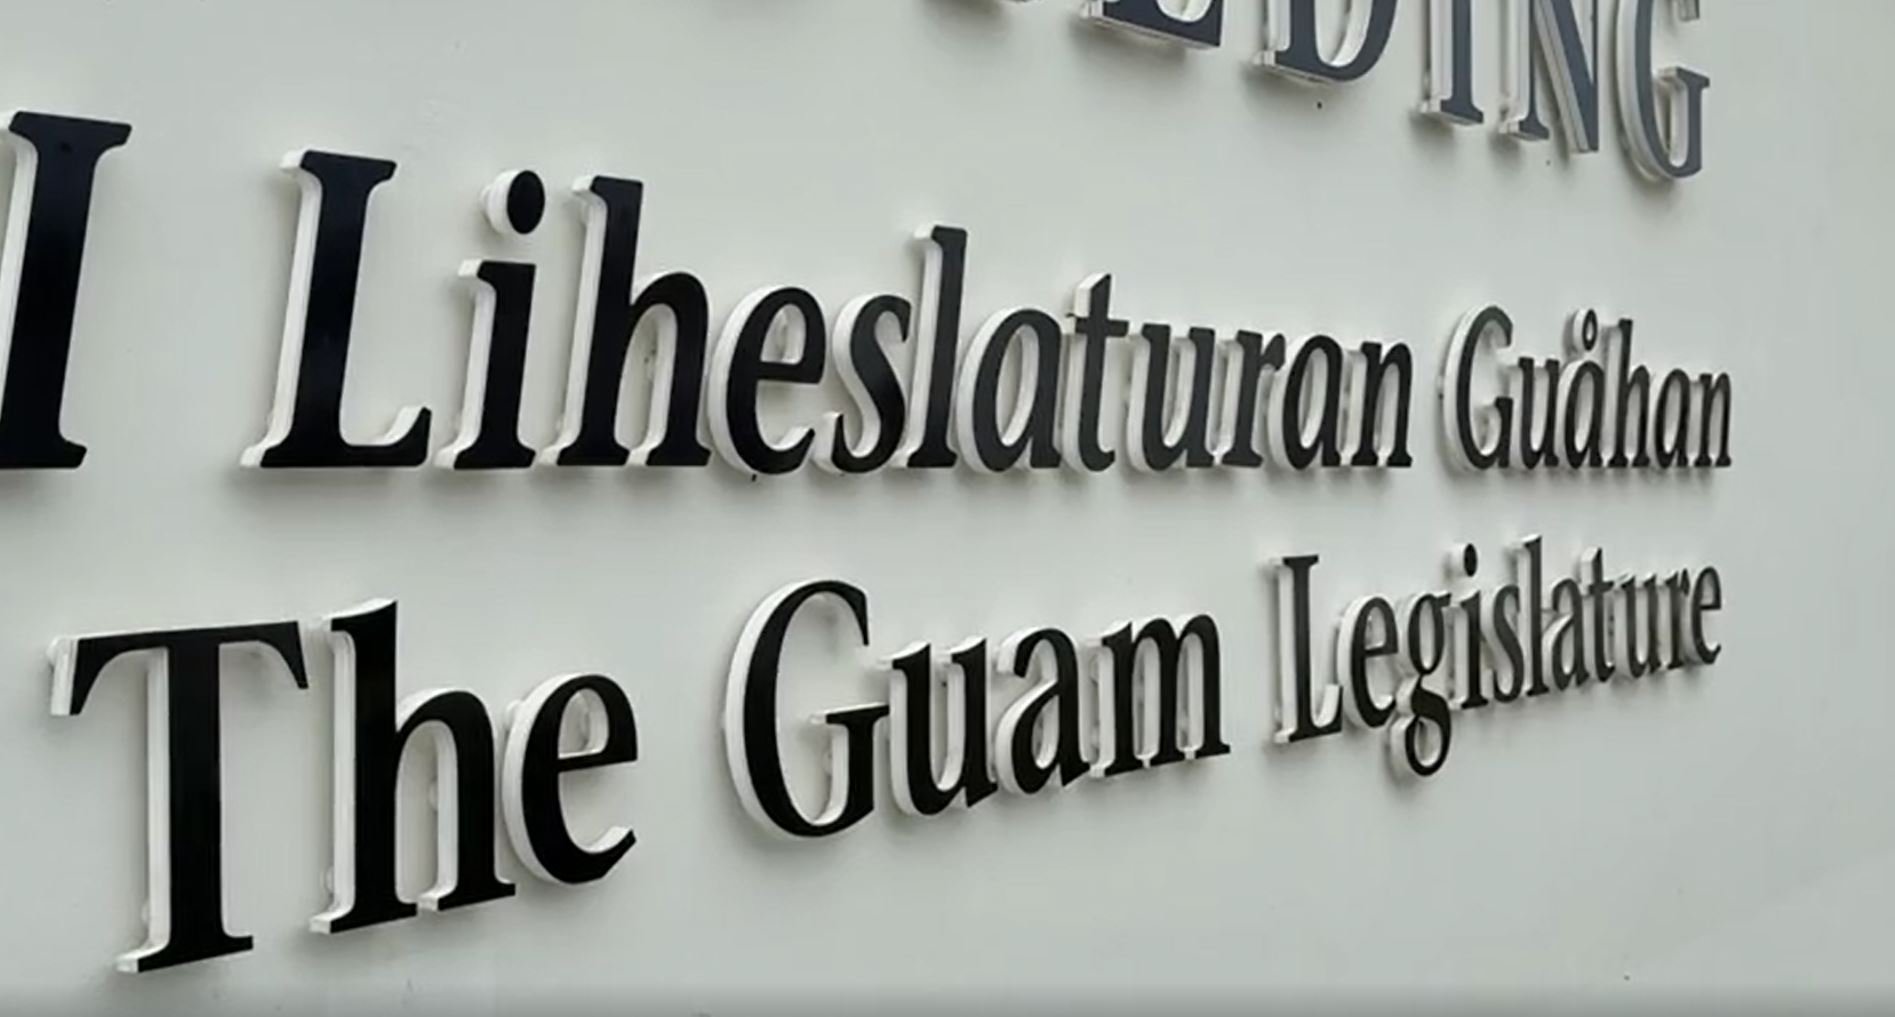 I Liheslaturan Guåhan
The Guam Legislature